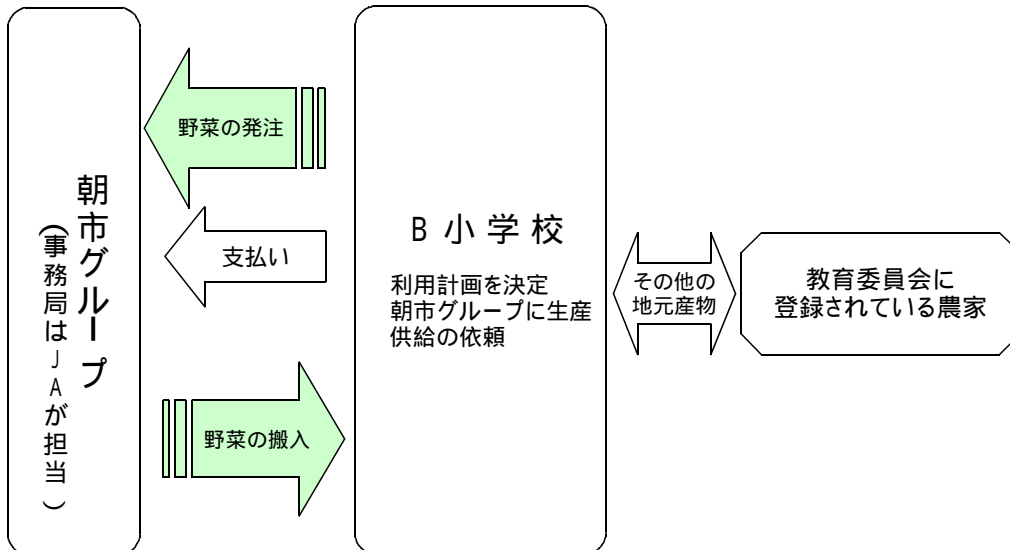 朝市グループ
(事務局はJAが担当)
野菜の発注
支払い
野菜の搬入
B 小 学 校
利用計画を決定
朝市グループに生産
供給の依頼
その他の
地元産物
教育委員会に
登録されている農家